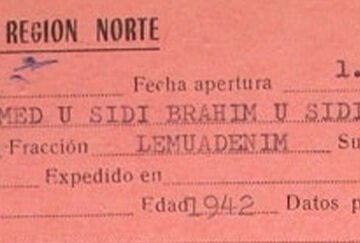 REGION NORTE
Fecha apertura 1.
MED U SIDI BRAHIM U SIDI
Fracción LEMUADENIM Su
Expedido en
Edad 1942 Datos p